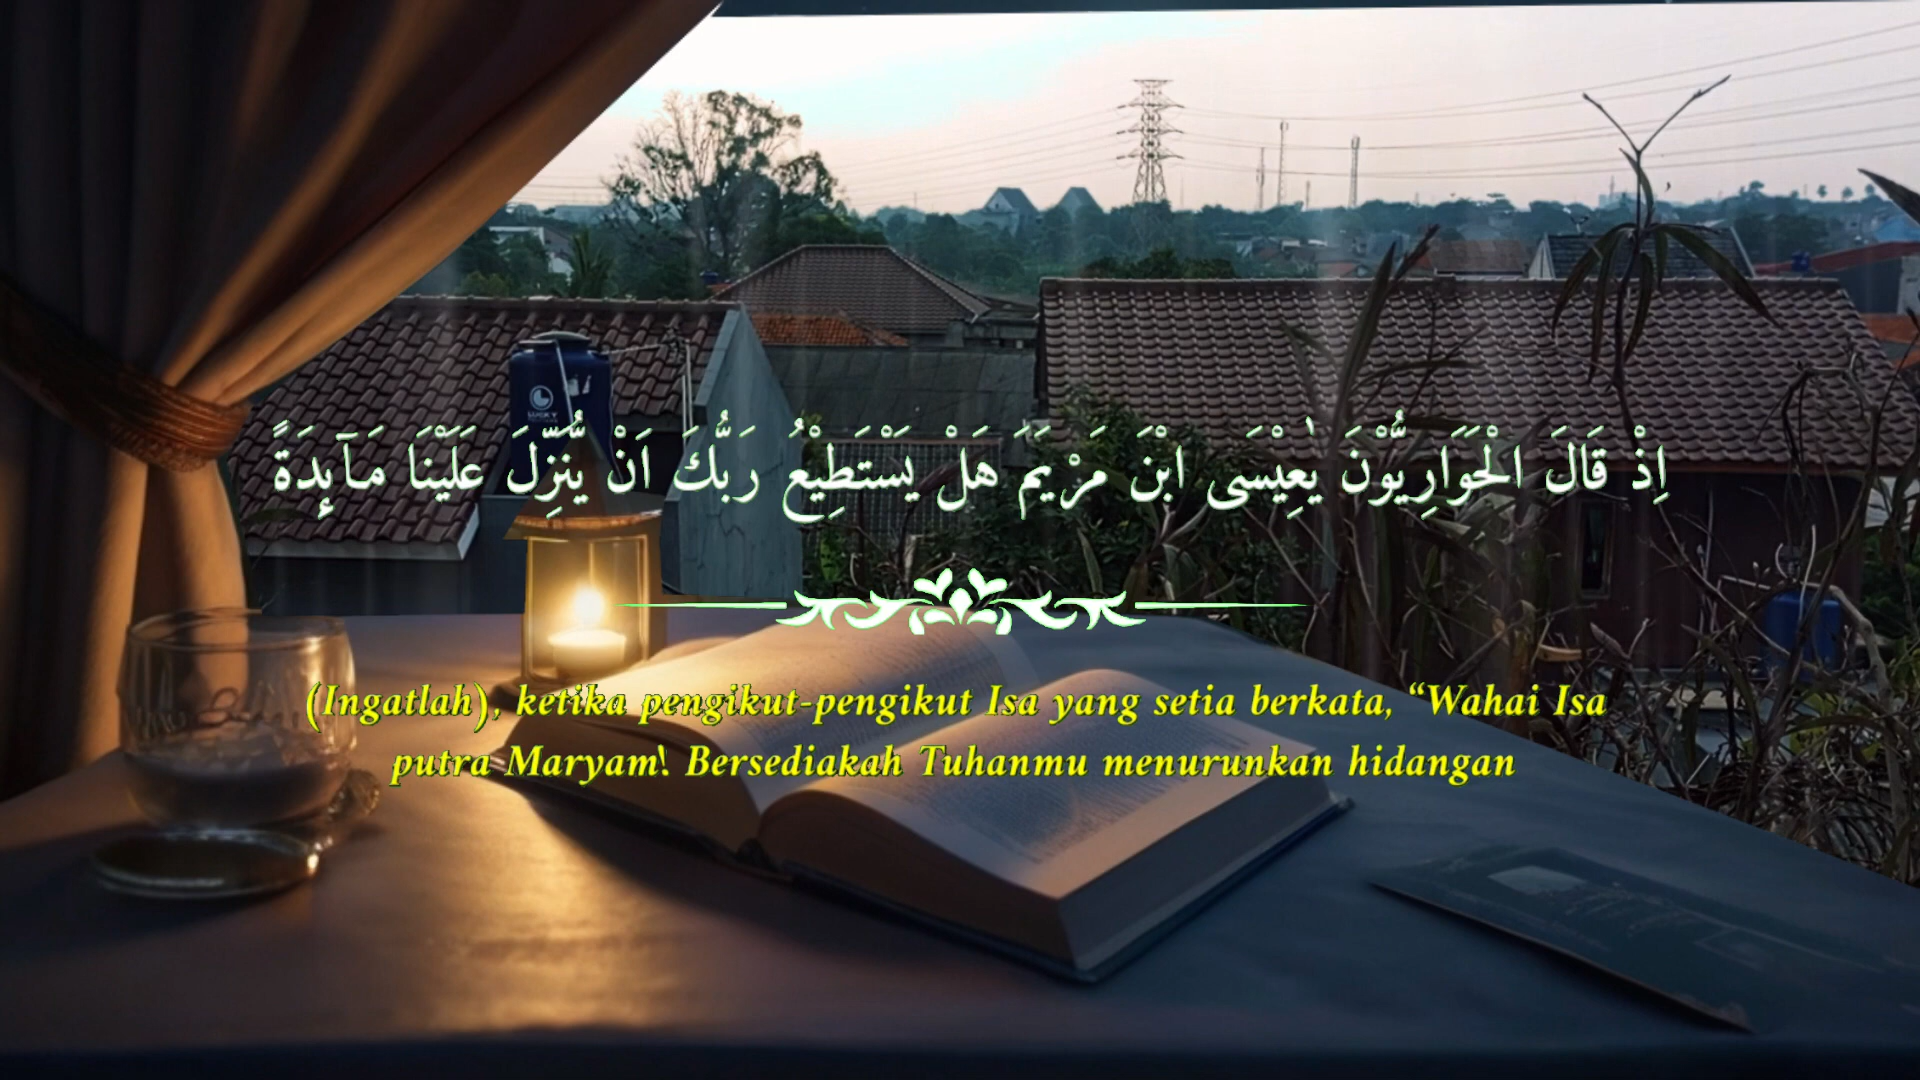 LUCKY
اِذْ قَالَ الْحَوَارِيُّوْنَ يٰعِيْسَى ابْنَ مَرْيَمَ هَلْ يَسْتَطِيْعُ رَبُّكَ اَنْ يُّنَزِّلَ عَلَيْنَا مَاۤىِٕدَةً
(Ingatlah), ketika pengikut-pengikut Isa yang setia berkata, “Wahai Isa
putra Maryam! Bersediakah Tuhanmu menurunkan hidangan